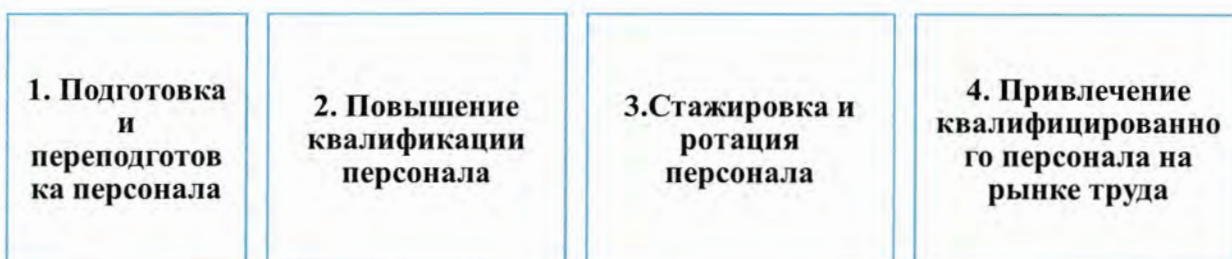 1. Подготовка
и
переподготов
ка персонала
2. Повышение
квалификации
персонала
3.Стажировка и
ротация
персонала
4. Привлечение
квалифицированно
го персонала на
рынке труда